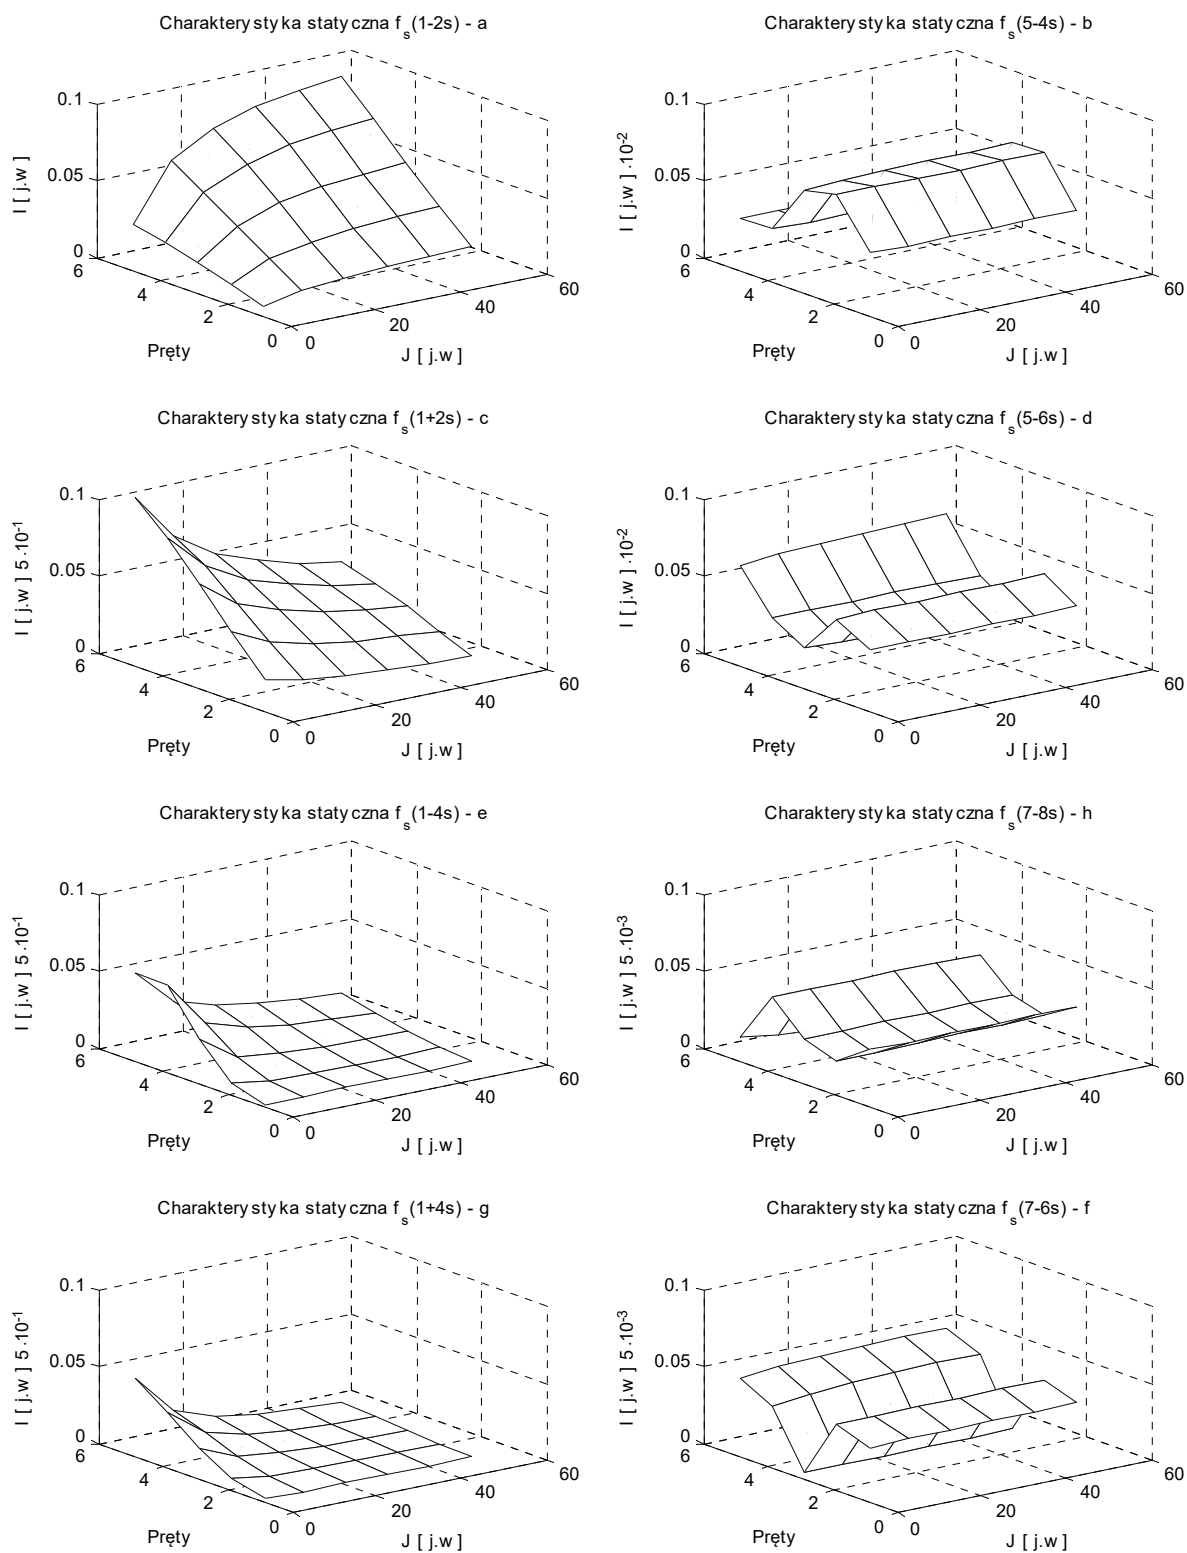 Charakterystyka statyczna f_s(1-2s) - a
0.1
0.05
0
I [ j.w ]
6
4
2
0
Pręty
0
20
40
60
J [ j.w ]
Charakterystyka statyczna f_s(5-4s) - b
0.1
0.05
0
I [ j.w ] ·10^-2
6
4
2
0
Pręty
0
20
40
60
J [ j.w ]
Charakterystyka statyczna f_s(1+2s) - c
0.1
0.05
0
I [ j.w ] 5·10^-1
6
4
2
0
Pręty
0
20
40
60
J [ j.w ]
Charakterystyka statyczna f_s(5-6s) - d
0.1
0.05
0
I [ j.w ] ·10^-2
6
4
2
0
Pręty
0
20
40
60
J [ j.w ]
Charakterystyka statyczna f_s(1-4s) - e
0.1
0.05
0
I [ j.w ] 5·10^-1
6
4
2
0
Pręty
0
20
40
60
J [ j.w ]
Charakterystyka statyczna f_s(7-8s) - h
0.1
0.05
0
I [ j.w ] 5·10^-3
6
4
2
0
Pręty
0
20
40
60
J [ j.w ]
Charakterystyka statyczna f_s(1+4s) - g
0.1
0.05
0
I [ j.w ] 5·10^-1
6
4
2
0
Pręty
0
20
40
60
J [ j.w ]
Charakterystyka statyczna f_s(7-6s) - f
0.1
0.05
0
I [ j.w ] 5·10^-3
6
4
2
0
Pręty
0
20
40
60
J [ j.w ]